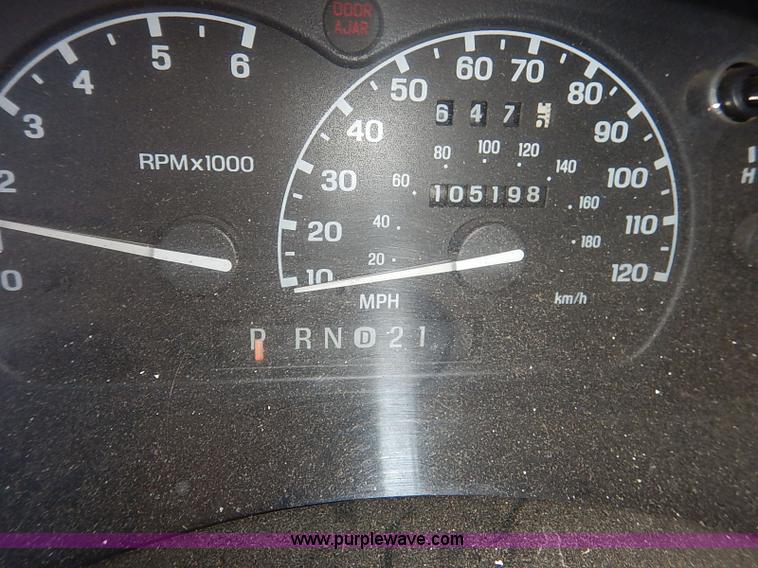 DOOR
AJAR
2 3 4 5 6
0
RPMx1000
10 20 30 40 50 60 70 80 90 100 110 120
6 4 7
20 40 60 80 100 120 140 160 180
105198
MPH
km/h
H
P RN D 21
www.purplewave.com